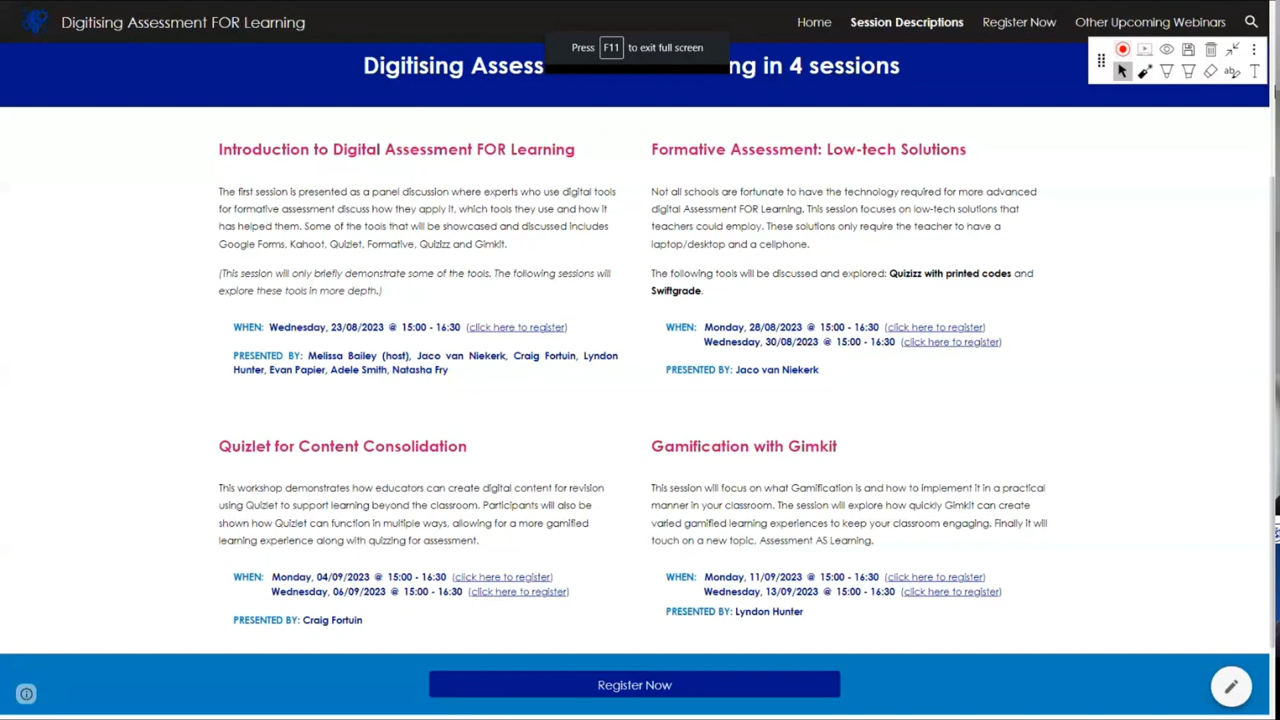 Digitising Assessment FOR Learning
Home
Session Descriptions
Register Now
Other Upcoming Webinars
Press F11 to exit full screen
Digitising Assess ng in 4 sessions
Introduction to Digital Assessment FOR Learning
The first session is presented as a panel discussion where experts who use digital tools
for formative assessment discuss how they apply it, which tools they use and how it
has helped them. Some of the tools that will be showcased and discussed includes
Google Forms, Kahoot, Quizlet, Formative, Quizizz and Gimkit.
(This session will only briefly demonstrate some of the tools. The following sessions will
explore these tools in more depth.)
WHEN: Wednesday, 23/08/2023 @ 15:00 - 16:30 (click here to register)
PRESENTED BY: Melissa Bailey (host), Jaco van Niekerk, Craig Fortuin, Lyndon
Hunter, Evan Papier, Adele Smith, Natasha Fry
Formative Assessment: Low-tech Solutions
Not all schools are fortunate to have the technology required for more advanced
digital Assessment FOR Learning. This session focuses on low-tech solutions that
teachers could employ. These solutions only require the teacher to have a
laptop/desktop and a cellphone.
The following tools will be discussed and explored: Quizizz with printed codes and
Swiftgrade.
WHEN: Monday, 28/08/2023 @ 15:00 - 16:30 (click here to register)
Wednesday, 30/08/2023 @ 15:00 - 16:30 (click here to register)
PRESENTED BY: Jaco van Niekerk
Quizlet for Content Consolidation
This workshop demonstrates how educators can create digital content for revision
using Quizlet to support learning beyond the classroom. Participants will also be
shown how Quizlet can function in multiple ways, allowing for a more gamified
learning experience along with quizzing for assessment.
WHEN: Monday, 04/09/2023 @ 15:00 - 16:30 (click here to register)
Wednesday, 06/09/2023 @ 15:00 - 16:30 (click here to register)
PRESENTED BY: Craig Fortuin
Gamification with Gimkit
This session will focus on what Gamification is and how to implement it in a practical
manner in your classroom. The session will explore how quickly Gimkit can create
varied gamified learning experiences to keep your classroom engaging. Finally it will
touch on a new topic, Assessment AS Learning.
WHEN: Monday, 11/09/2023 @ 15:00 - 16:30 (click here to register)
Wednesday, 13/09/2023 @ 15:00 - 16:30 (click here to register)
PRESENTED BY: Lyndon Hunter
Register Now